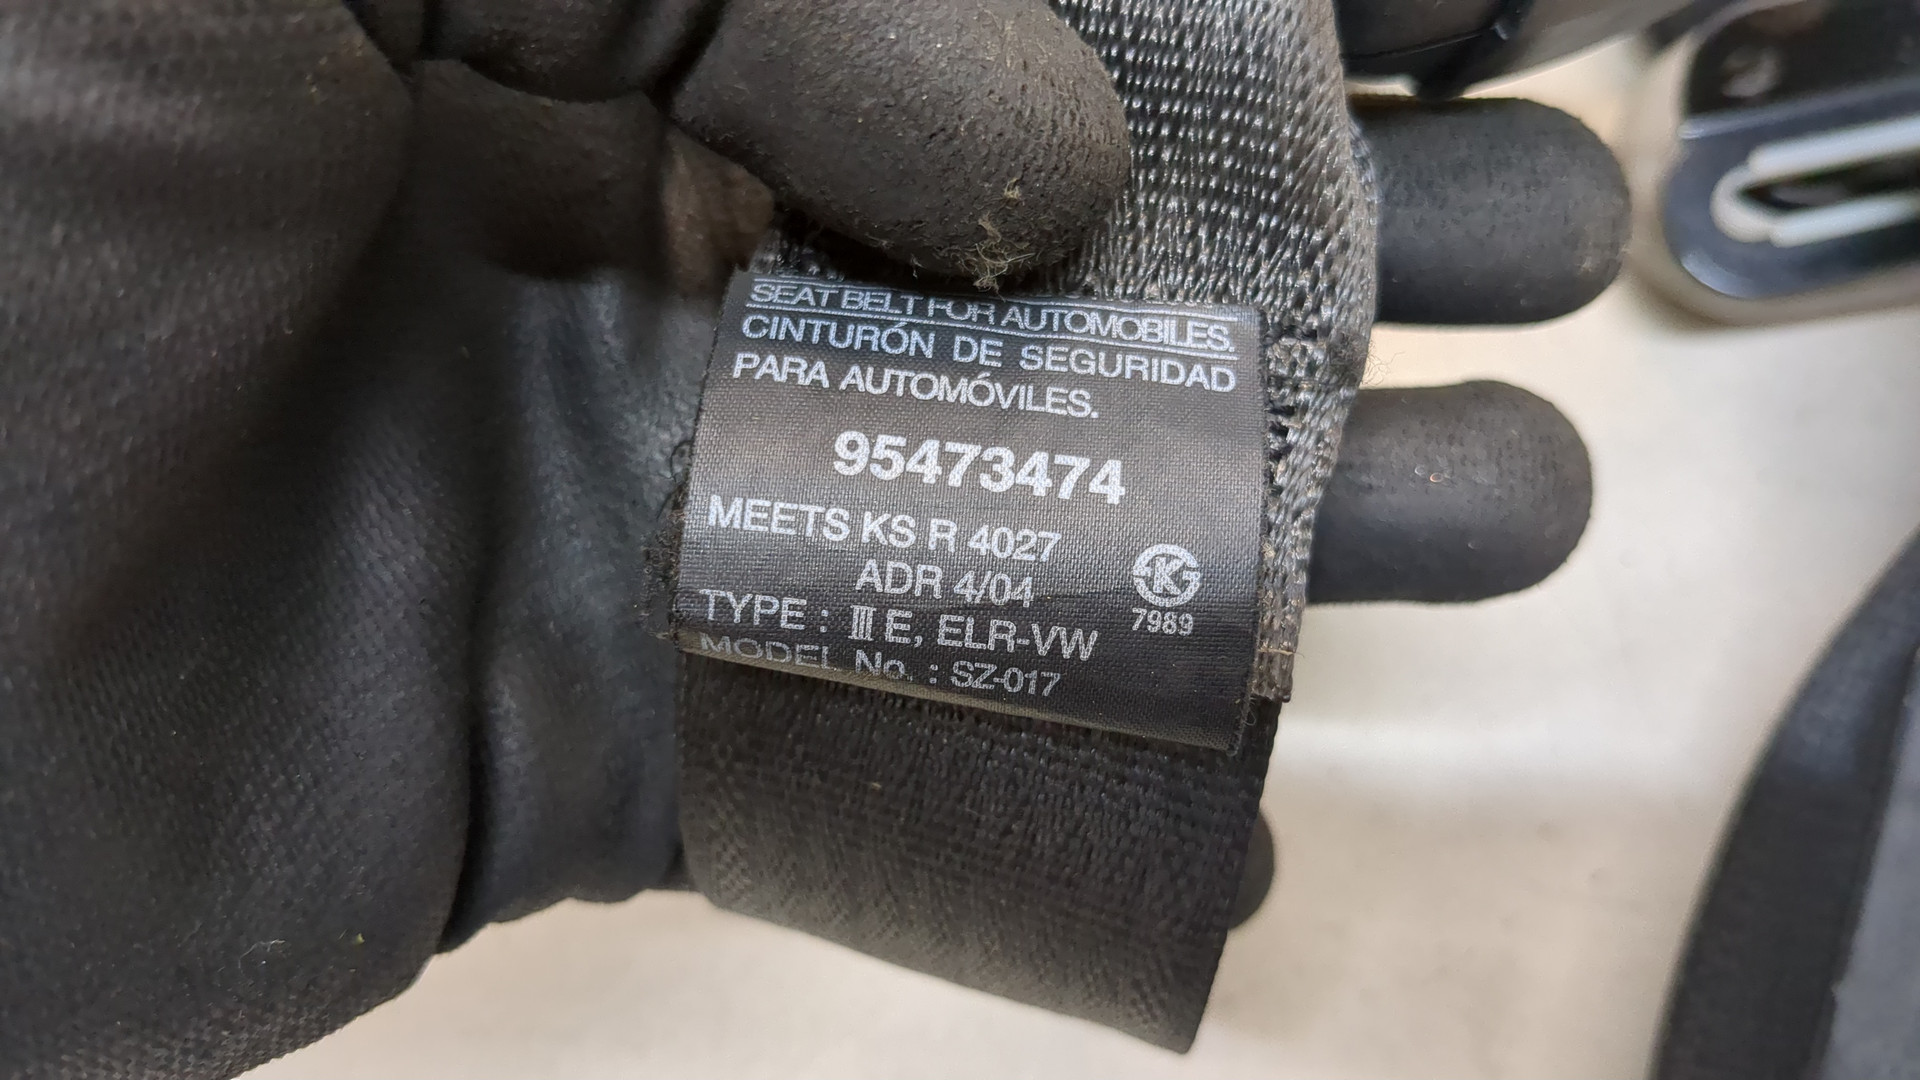 SEAT BELT FOR AUTOMOBILES.
CINTURÓN DE SEGURIDAD
PARA AUTOMÓVILES.
95473474
MEETS KS R 4027
ADR 4/04
K
7989
TYPE : III E, ELR-VW
MODEL No. : SZ-017